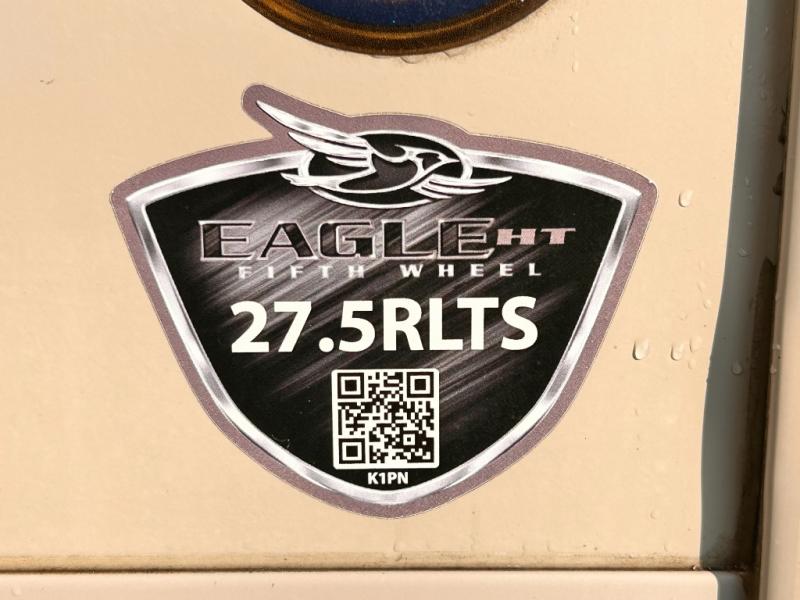 EAGLE HT
FIFTH WHEEL
27.5RLTS
K1PN